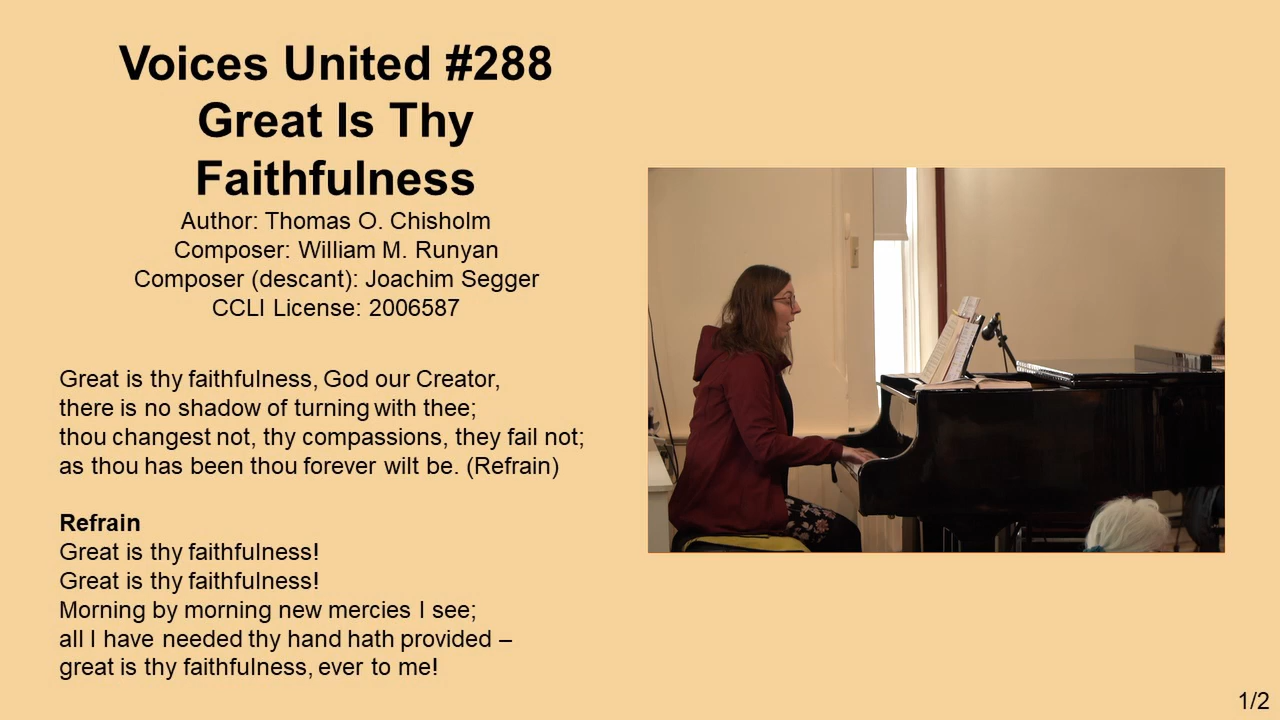 Voices United #288
Great Is Thy
Faithfulness
Author: Thomas O. Chisholm
Composer: William M. Runyan
Composer (descant): Joachim Segger
CCLI License: 2006587
Great is thy faithfulness, God our Creator,
there is no shadow of turning with thee;
thou changest not, thy compassions, they fail not;
as thou has been thou forever wilt be. (Refrain)
Refrain
Great is thy faithfulness!
Great is thy faithfulness!
Morning by morning new mercies I see;
all I have needed thy hand hath provided –
great is thy faithfulness, ever to me!
1/2